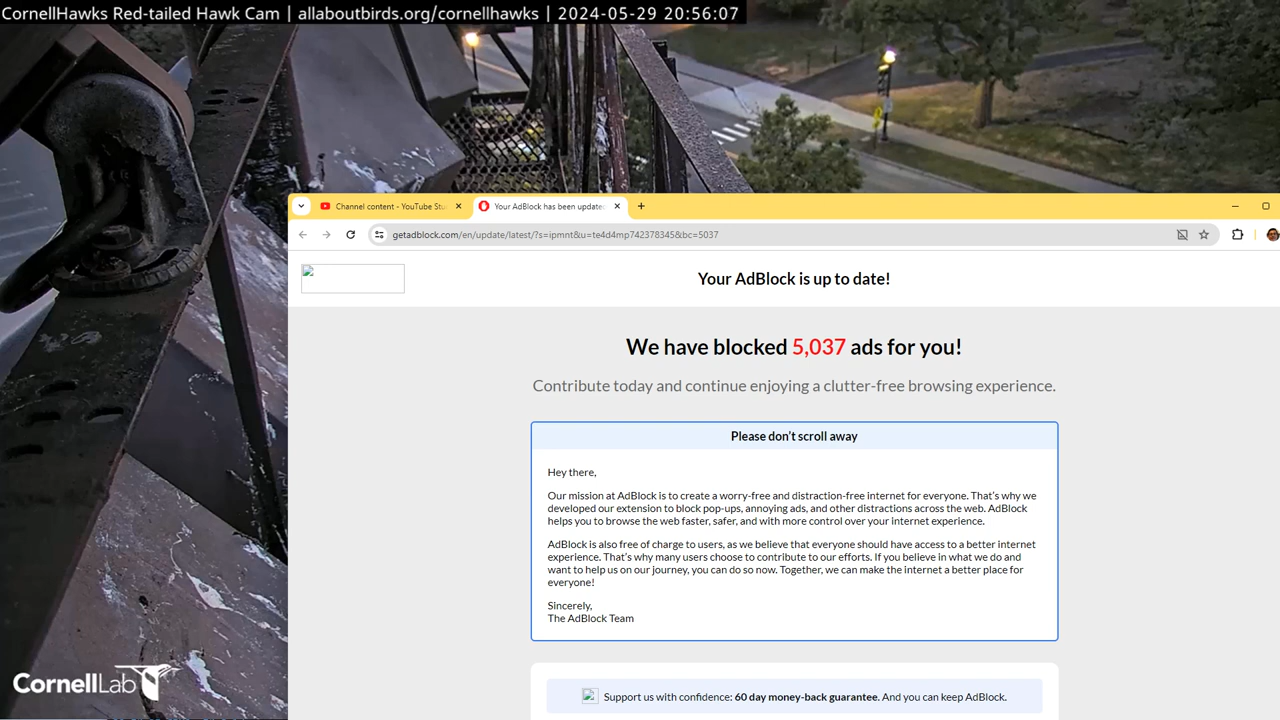 CornellHawks Red-tailed Hawk Cam | allaboutbirds.org/cornellhawks | 2024-05-29 20:56:07
Channel content - YouTube Stu
Your AdBlock has been update
getadblock.com/en/update/latest/?s=ipmnt&u=te4d4mp742378345&bc=5037
Your AdBlock is up to date!
We have blocked 5,037 ads for you!
Contribute today and continue enjoying a clutter-free browsing experience.
Please don't scroll away
Hey there,
Our mission at AdBlock is to create a worry-free and distraction-free internet for everyone. That's why we
developed our extension to block pop-ups, annoying ads, and other distractions across the web. AdBlock
helps you to browse the web faster, safer, and with more control over your internet experience.
AdBlock is also free of charge to users, as we believe that everyone should have access to a better internet
experience. That's why many users choose to contribute to our efforts. If you believe in what we do and
want to help us on our journey, you can do so now. Together, we can make the internet a better place for
everyone!
Sincerely,
The AdBlock Team
Support us with confidence: 60 day money-back guarantee. And you can keep AdBlock.
CornellLab